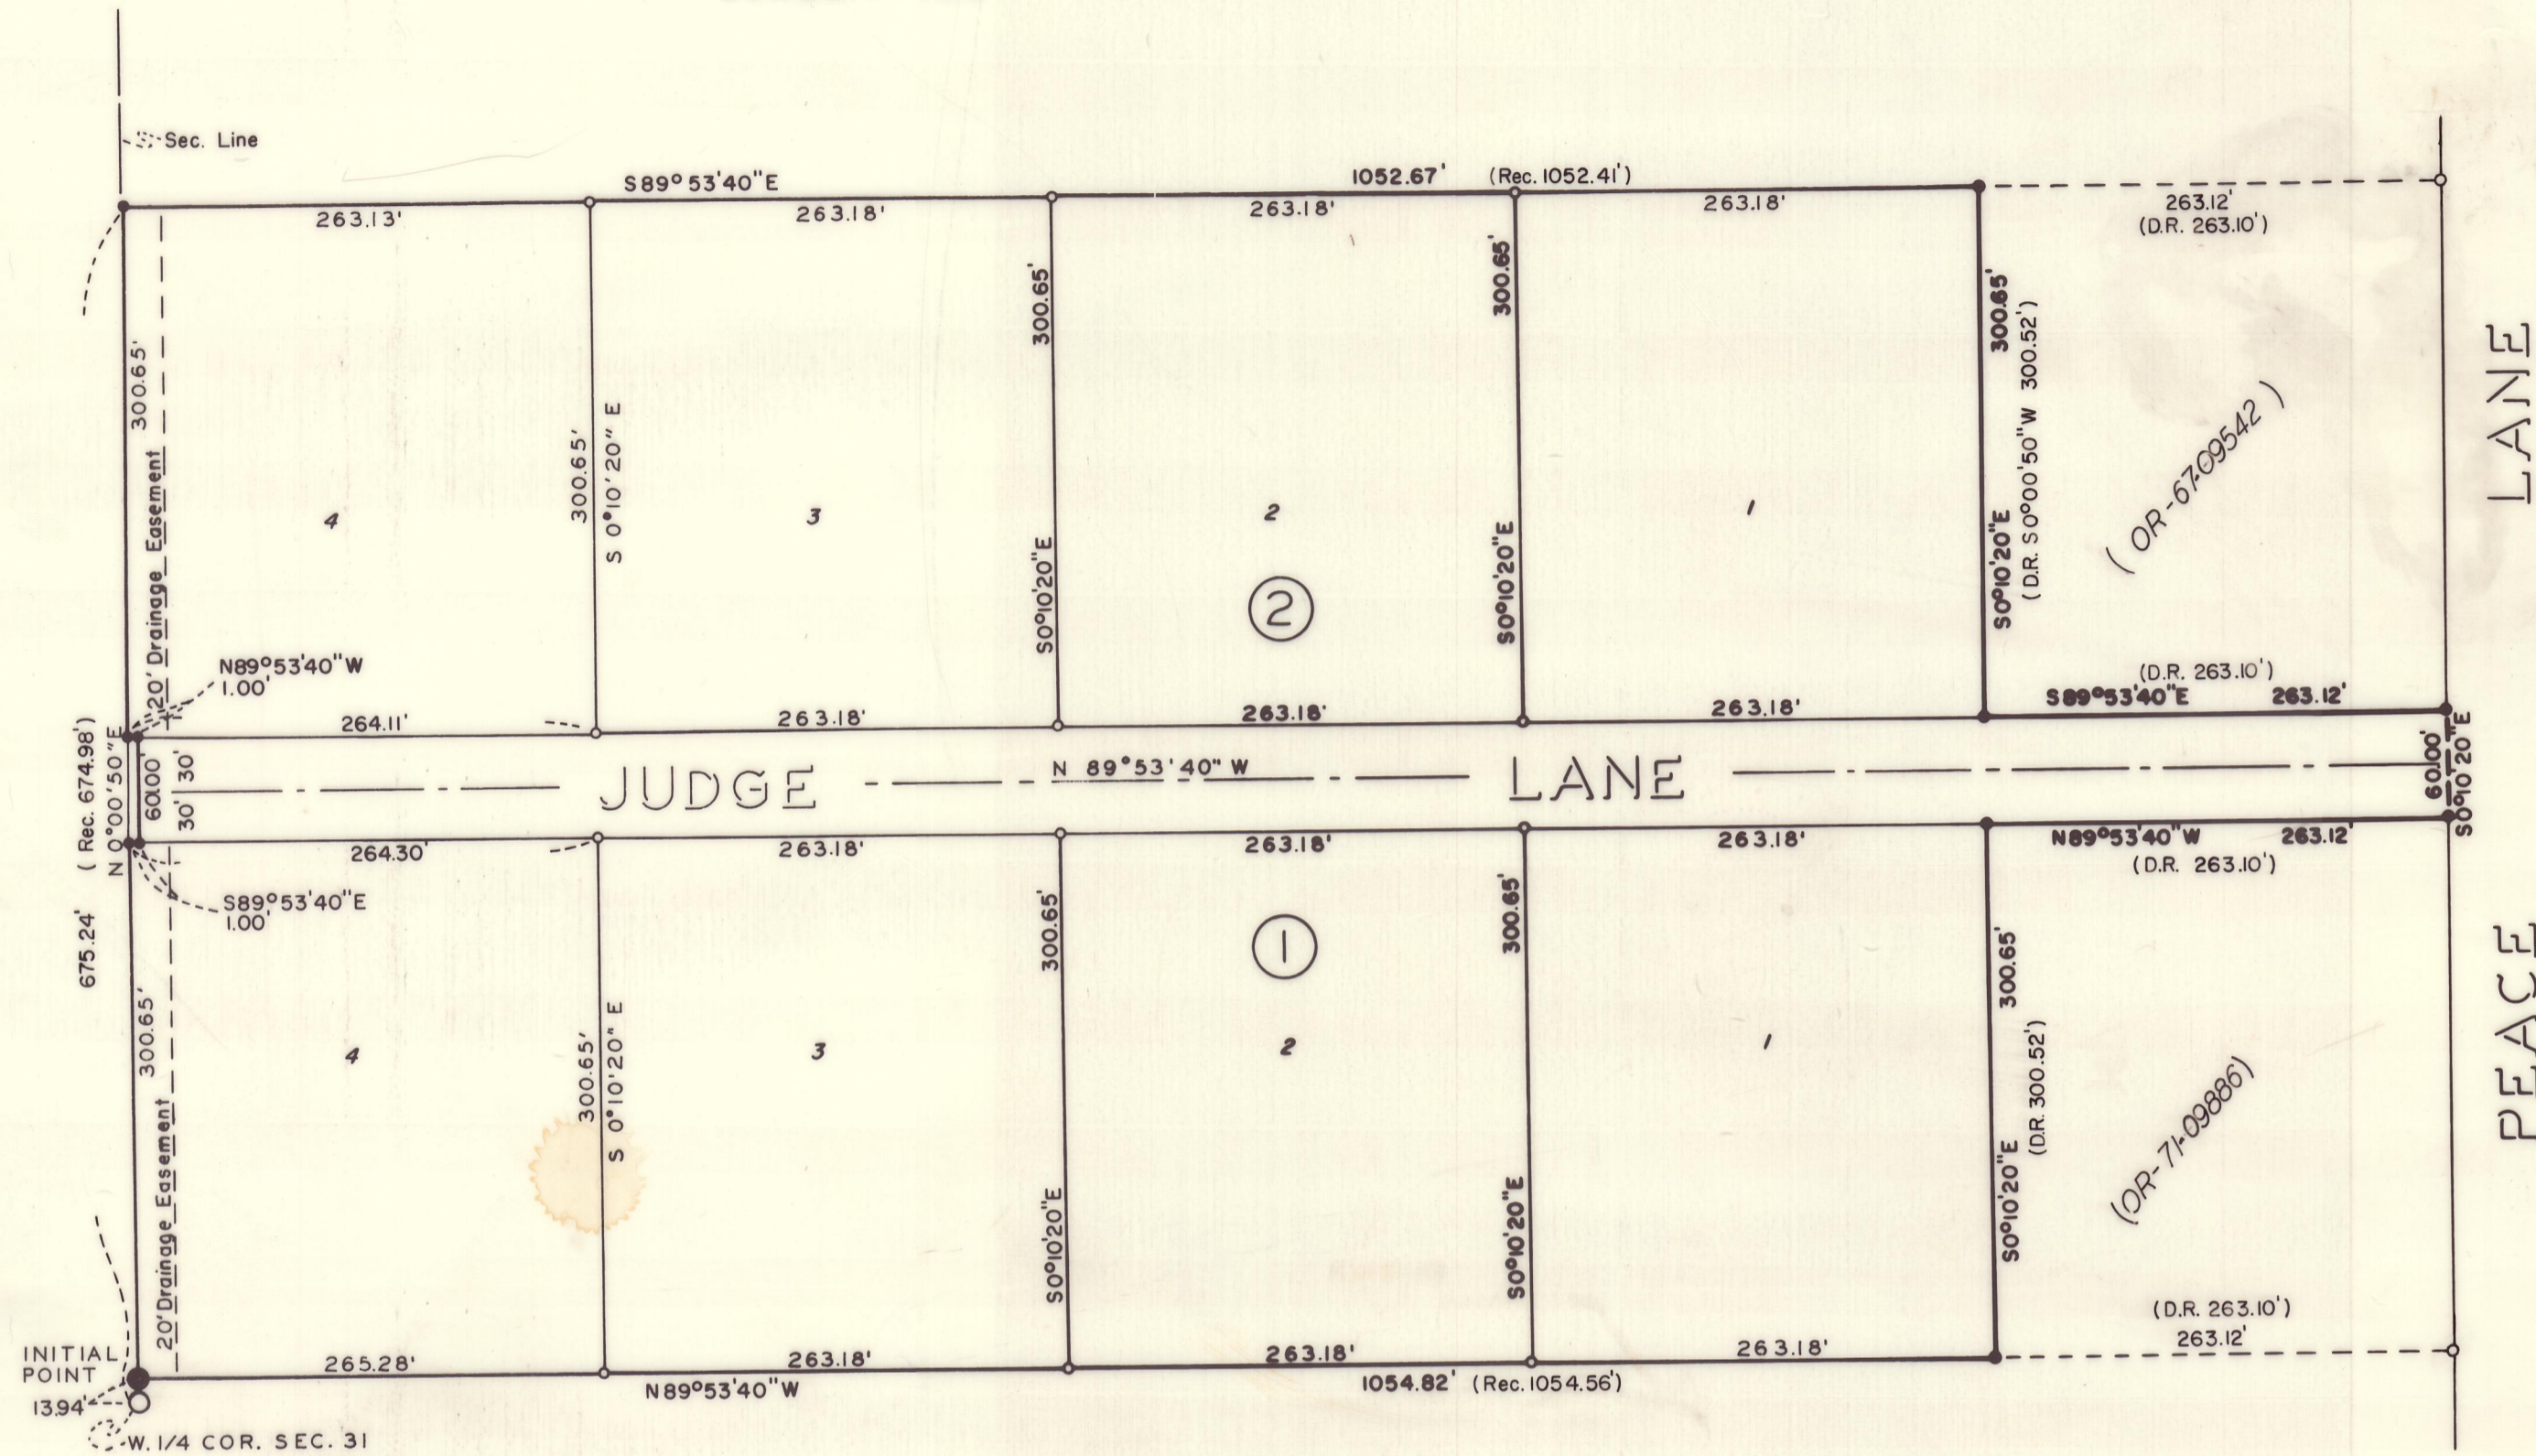 Sec. Line
S89°53'40"E
1052.67' (Rec. 1052.41')
263.13'
263.18'
263.18'
263.18'
263.12'
(D.R. 263.10')
300.65'
20' Drainage Easement
4
300.65'
S 0°10'20" E
3
300.65'
S0°10'20"E
2
2
300.65'
S0°10'20"E
1
300.65'
S0°10'20"E
(D.R. S0°00'50"W 300.52')
( OR-67-09542 )
LANE
N89°53'40"W
1.00'
(D.R. 263.10')
S89°53'40"E 263.12'
264.11'
263.18'
263.18'
263.18'
675.24' ( Rec. 674.98')
N 0°00'50"E
60.00'
30' 30'
JUDGE
N 89°53'40" W
LANE
60.00'
S0°10'20"E
264.30'
263.18'
263.18'
263.18'
N89°53'40"W 263.12'
(D.R. 263.10')
S89°53'40"E
1.00'
300.65'
20' Drainage Easement
4
300.65'
S 0°10'20" E
3
300.65'
S0°10'20"E
1
2
300.65'
S0°10'20"E
1
300.65'
S0°10'20"E
(D.R. 300.52')
(OR-71-09886)
PEACE
(D.R. 263.10')
263.12'
265.28'
263.18'
263.18'
263.18'
N89°53'40"W
1054.82' (Rec. 1054.56')
INITIAL
POINT
13.94'
W. 1/4 COR. SEC. 31